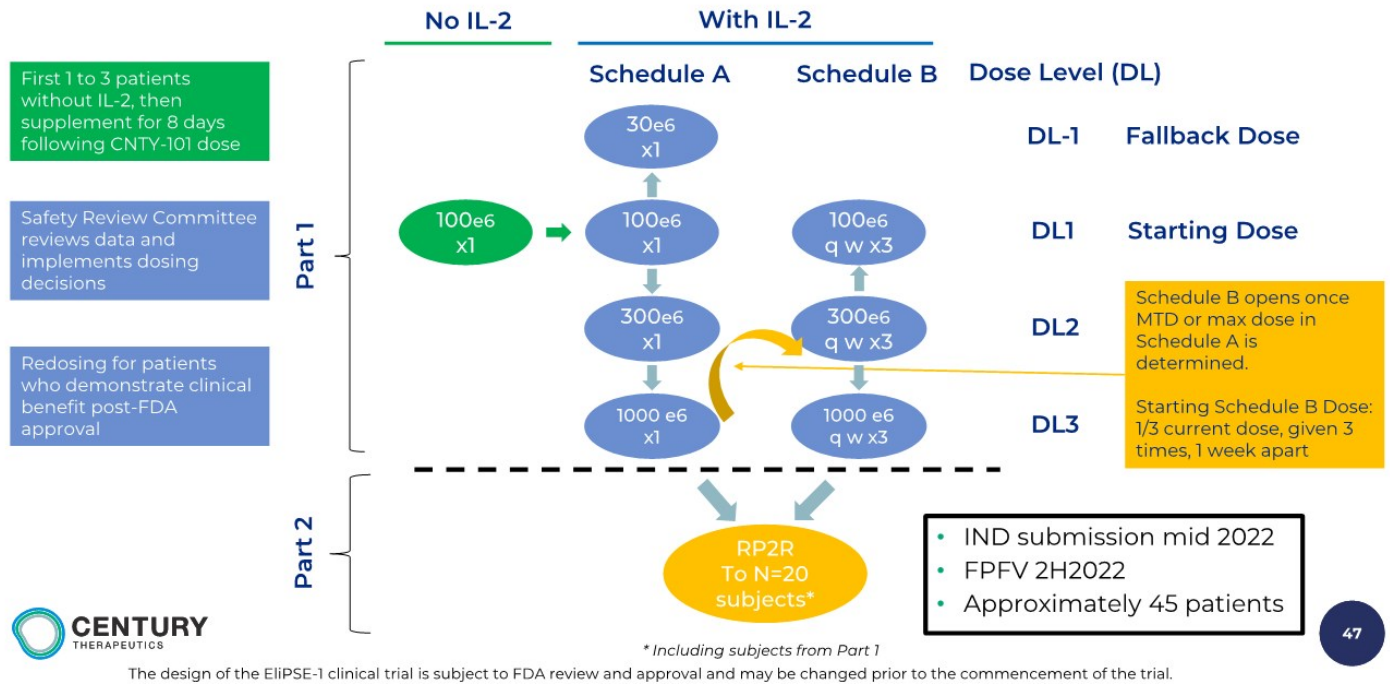 No IL-2
With IL-2
Schedule A
Schedule B
Dose Level (DL)
First 1 to 3 patients
without IL-2, then
supplement for 8 days
following CNTY-101 dose
Safety Review Committee
reviews data and
implements dosing
decisions
Redosing for patients
who demonstrate clinical
benefit post-FDA
approval
Part 1
30e6
x1
DL-1 Fallback Dose
100e6
x1
100e6
x1
100e6
q w x3
DL1 Starting Dose
300e6
x1
300e6
q w x3
DL2
1000 e6
x1
1000 e6
q w x3
DL3
Schedule B opens once
MTD or max dose in
Schedule A is
determined.
Starting Schedule B Dose:
1/3 current dose, given 3
times, 1 week apart
Part 2
RP2R
To N=20
subjects*
• IND submission mid 2022
• FPFV 2H2022
• Approximately 45 patients
CENTURY
THERAPEUTICS
* Including subjects from Part 1
47
The design of the EliPSE-1 clinical trial is subject to FDA review and approval and may be changed prior to the commencement of the trial.